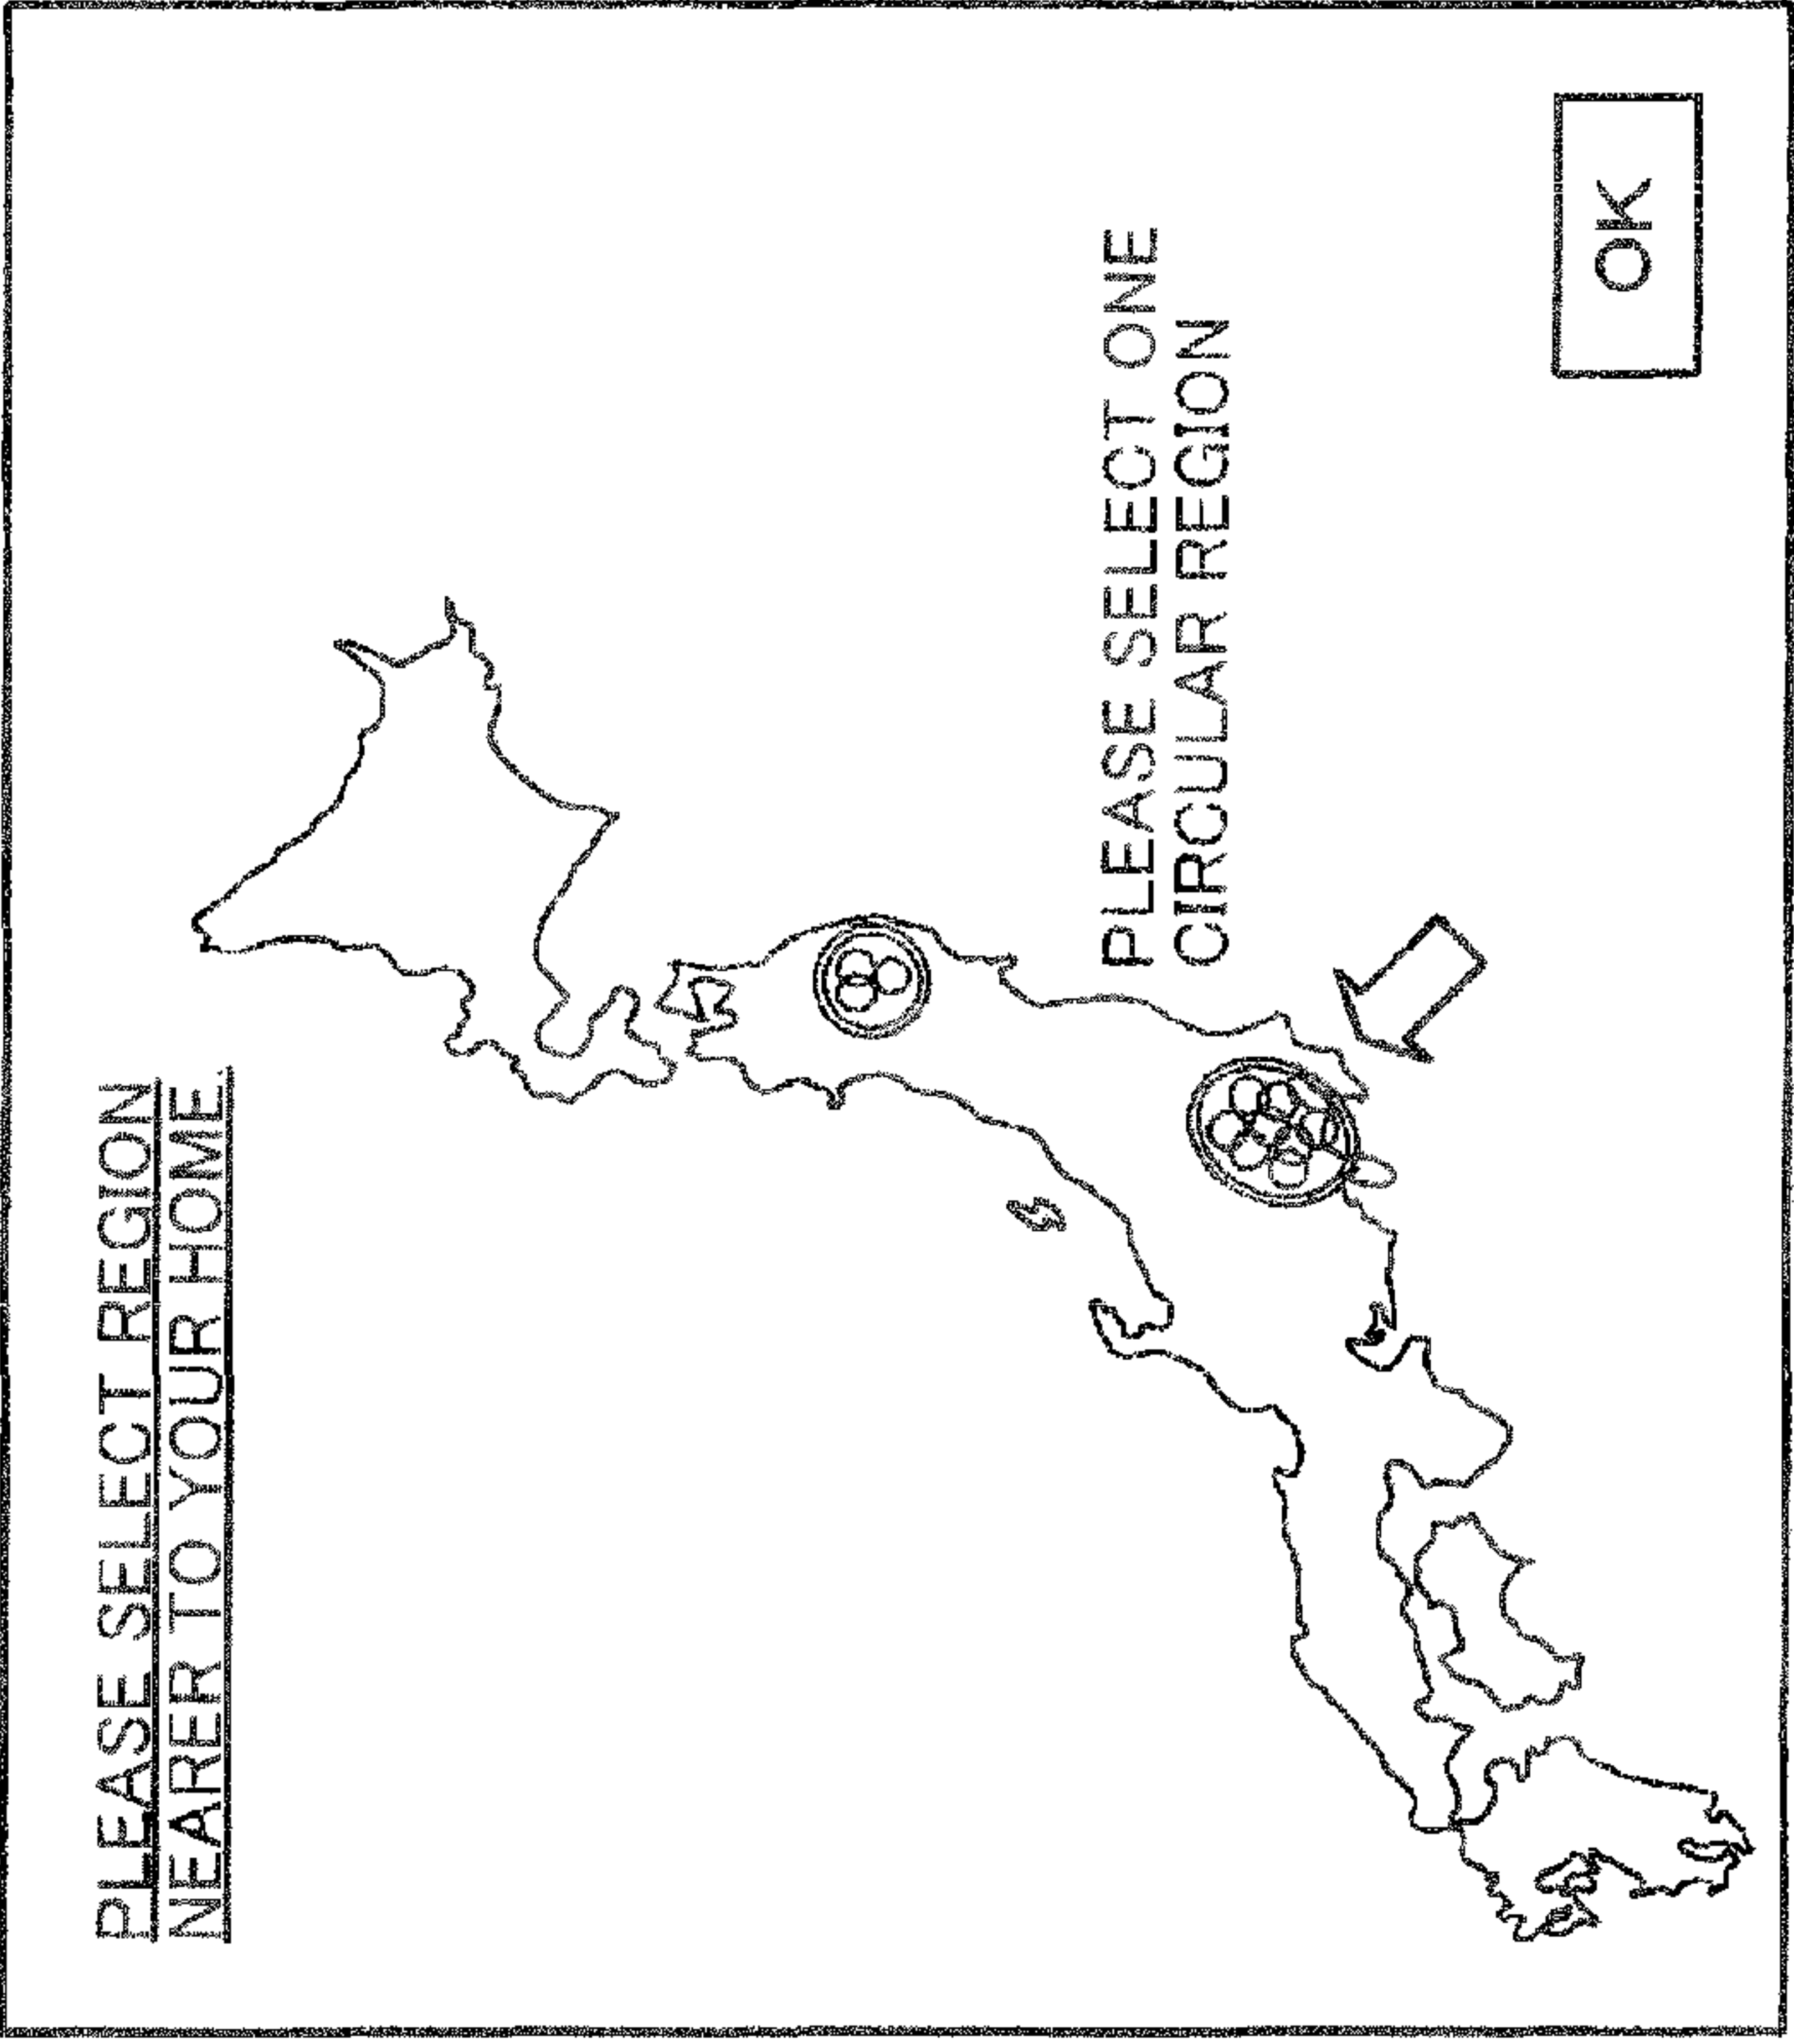 PLEASE SELECT REGION
NEARER TO YOUR HOME.
PLEASE SELECT ONE
CIRCULAR REGION
OK